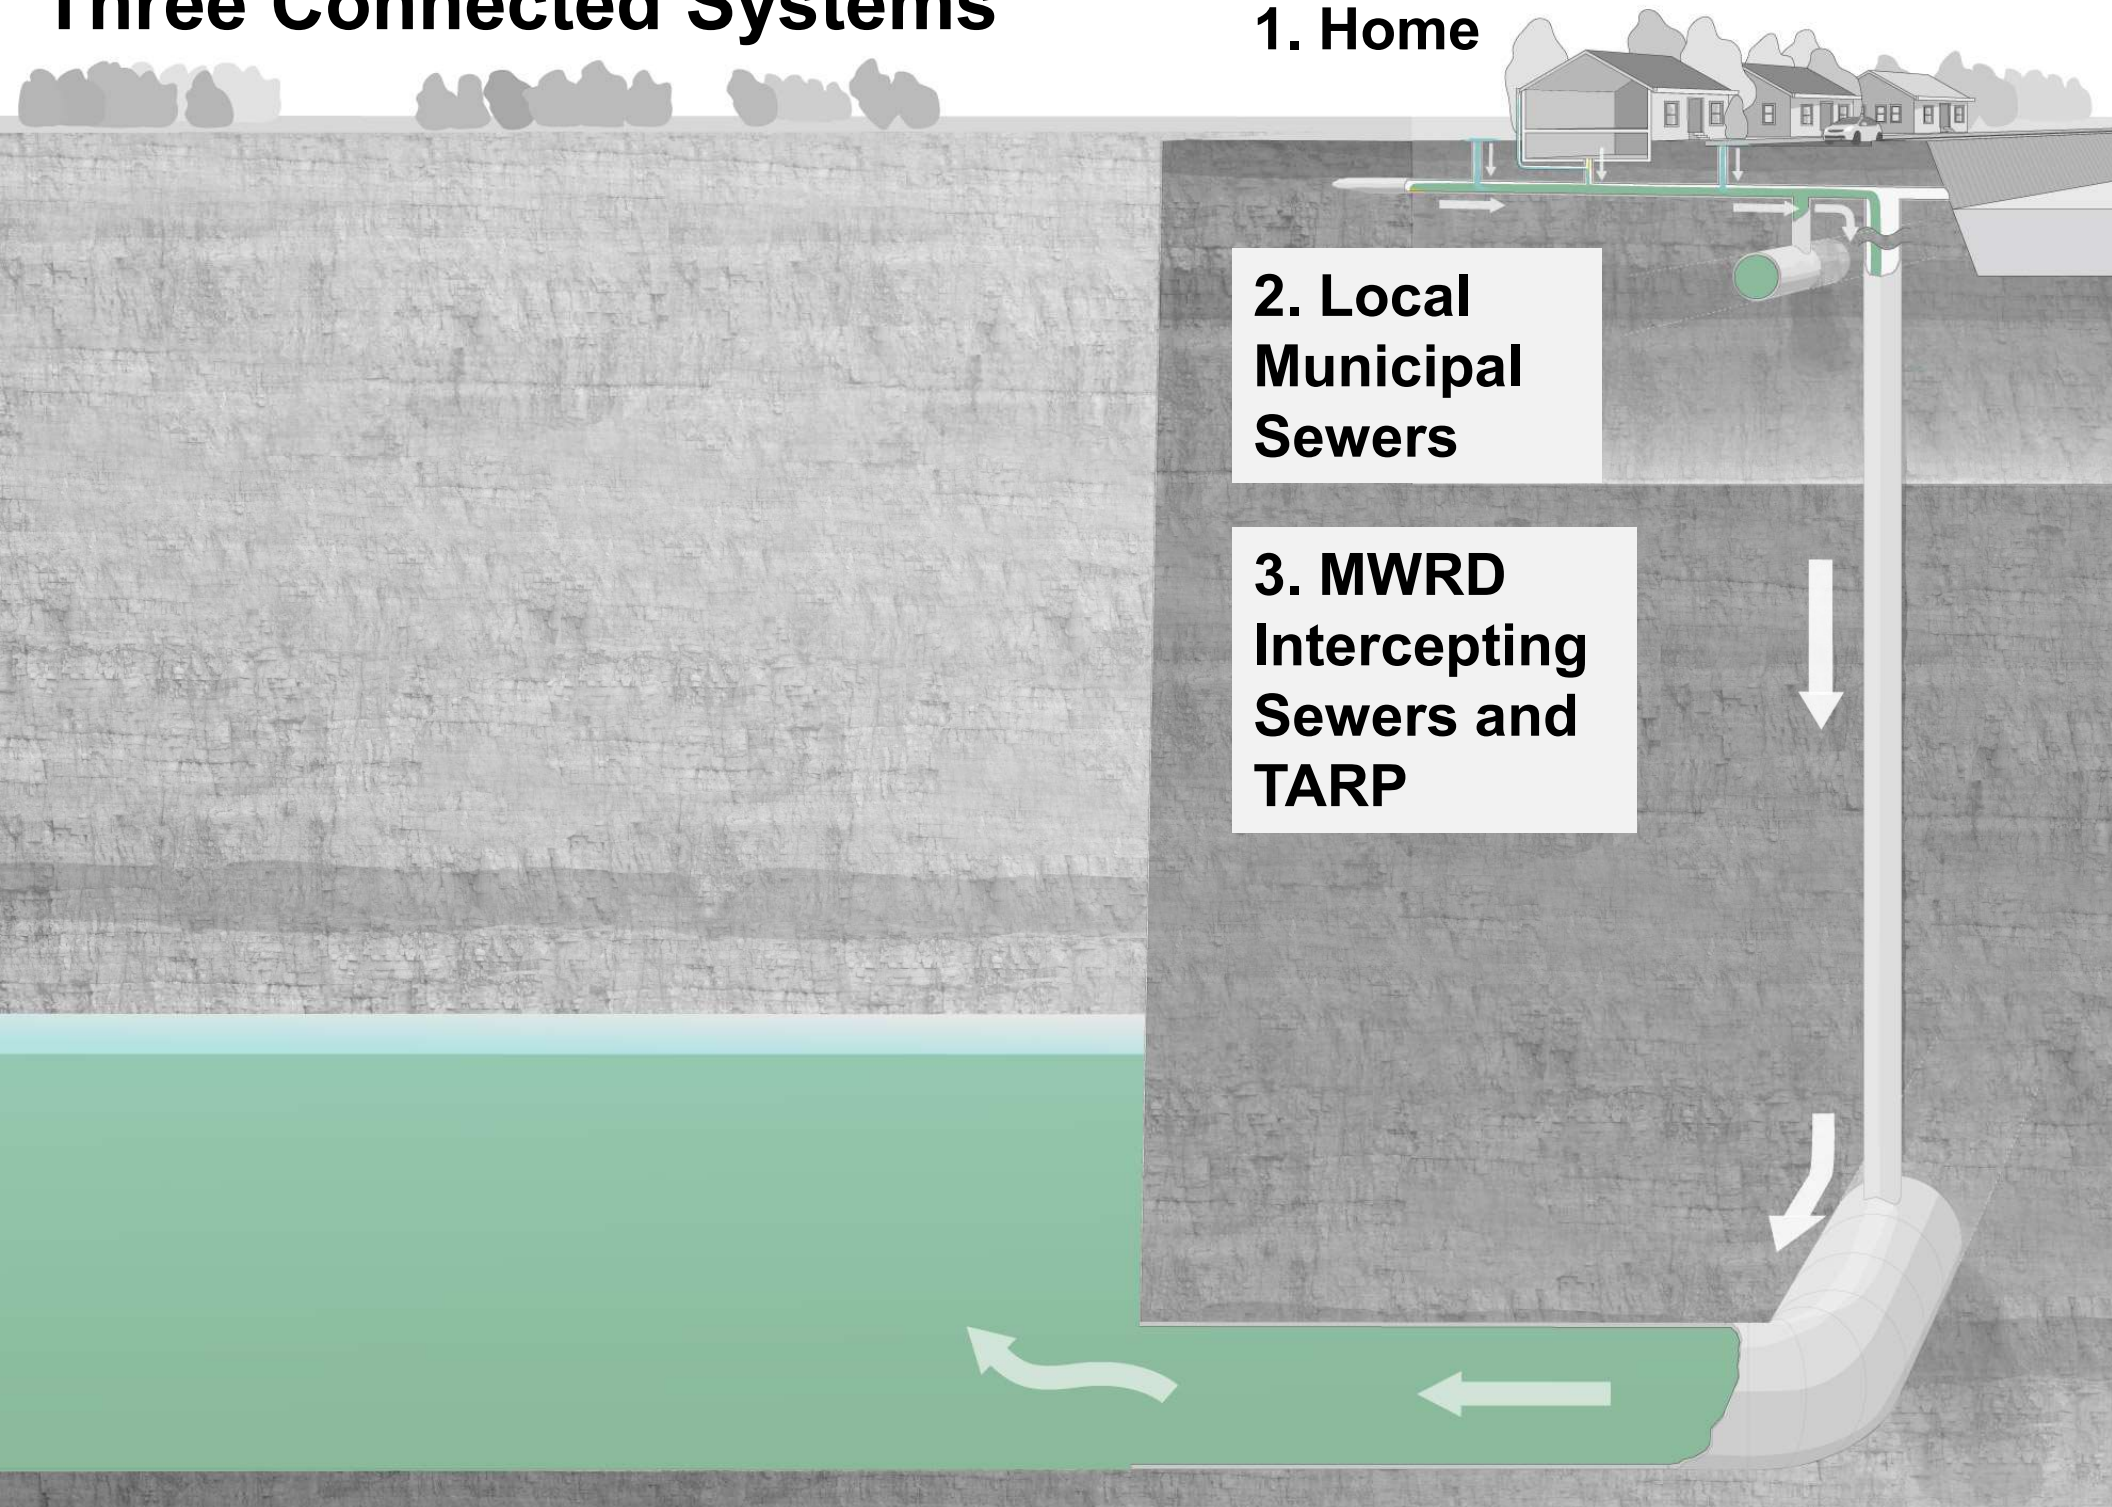 Three Connected Systems
1. Home
2. Local
Municipal
Sewers
3. MWRD
Intercepting
Sewers and
TARP